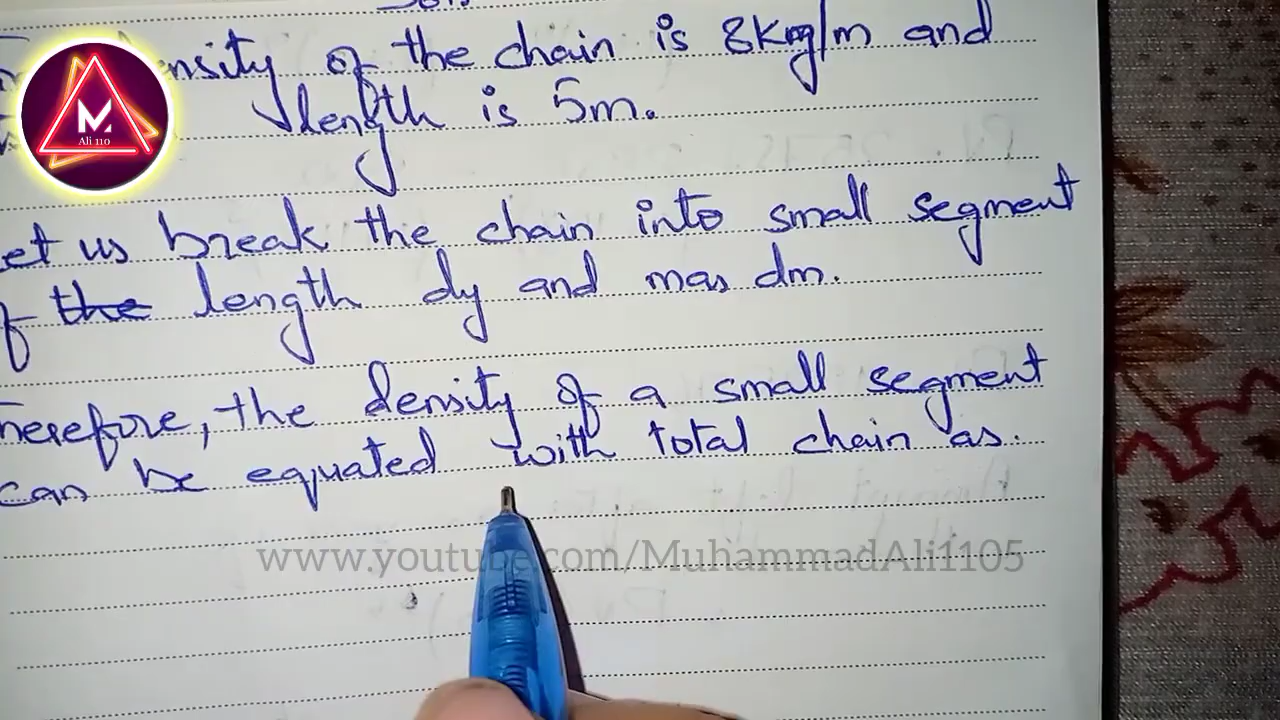 nsity of the chain is 8Kg/m and
length is 5m.
M
Ali 110
et us break the chain into small segment
f the length dy and mas dm.
herefore, the density of a small segment
can be equated with total chain as.
www.youtube.com/MuhammadAli1105